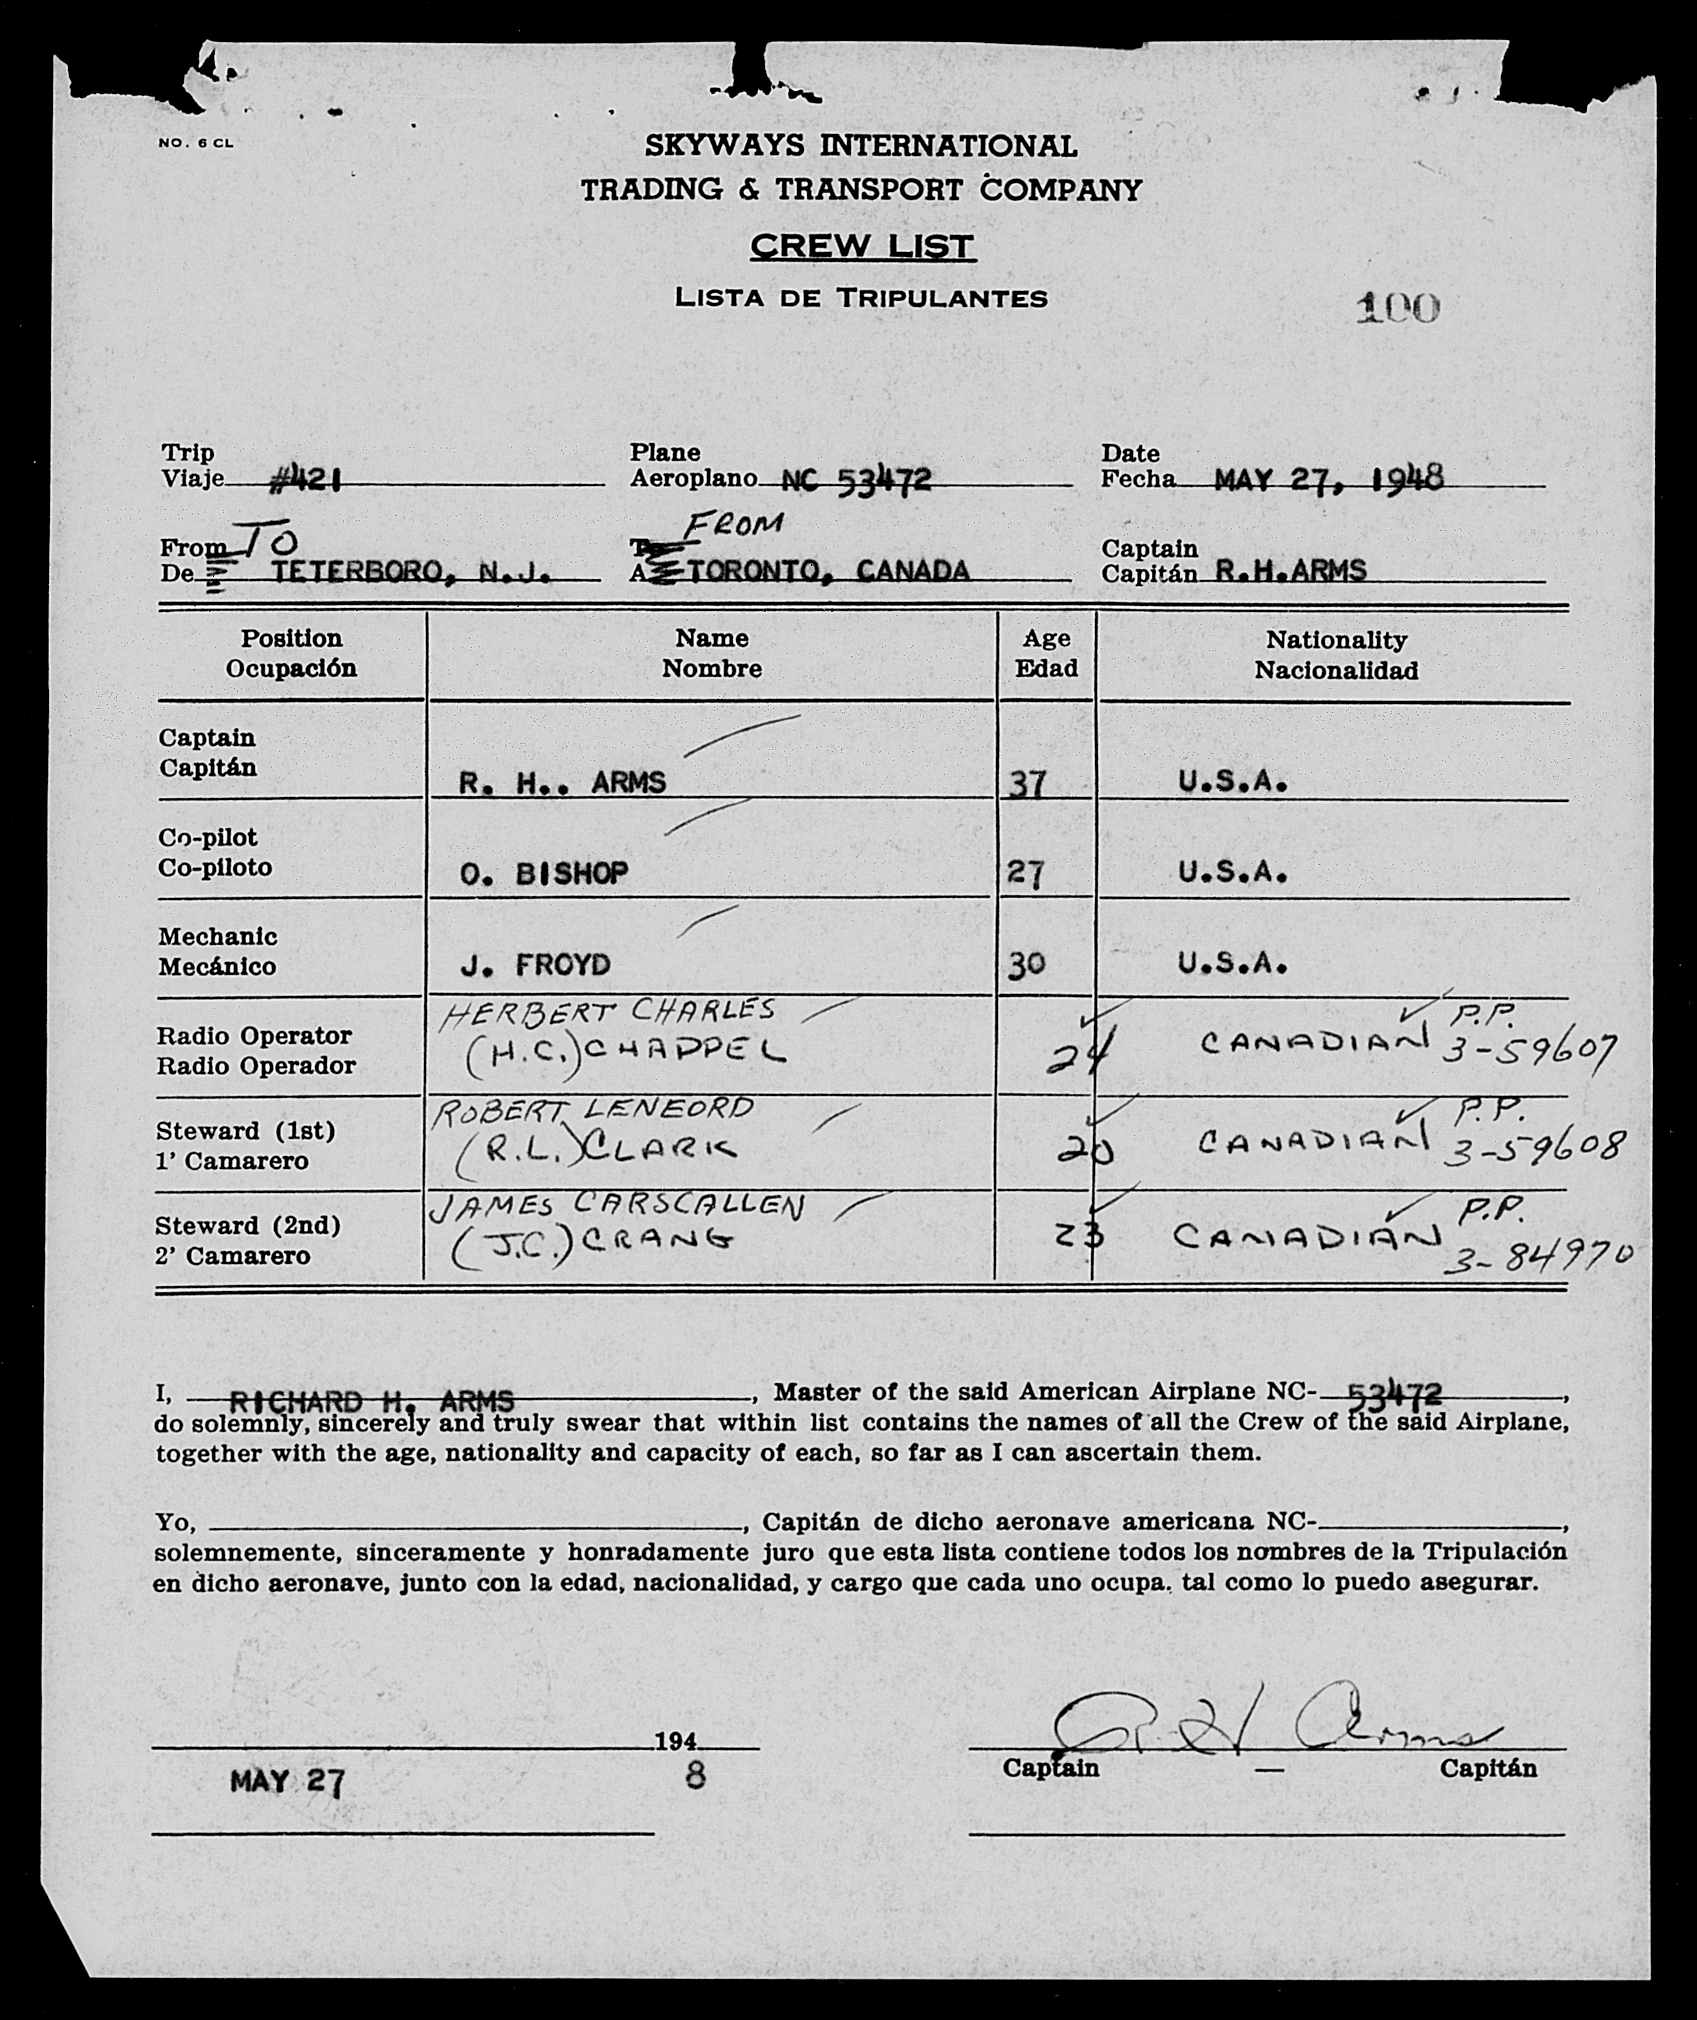 NO. 6 CL
SKYWAYS INTERNATIONAL
TRADING & TRANSPORT COMPANY
CREW LIST
LISTA DE TRIPULANTES
100
Trip Plane Date
Viaje #421 Aeroplano NC 53472 Fecha MAY 27, 1948
From TO To FROM Captain
De TETERBORO, N.J. A TORONTO, CANADA Capitán R.H.ARMS
Position Name Age Nationality
Ocupación Nombre Edad Nacionalidad
Captain
Capitán R. H.. ARMS 37 U.S.A.
Co-pilot
Co-piloto O. BISHOP 27 U.S.A.
Mechanic
Mecánico J. FROYD 30 U.S.A.
HERBERT CHARLES P.P.
Radio Operator (H.C.) CHAPPEL 24 CANADIAN 3-59607
Radio Operador
ROBERT LENEORD P.P.
Steward (1st) (R.L.) CLARK 20 CANADIAN 3-59608
1' Camarero
JAMES CARSCALLEN P.P.
Steward (2nd) (J.C.) CRANG 23 CANADIAN 3-84970
2' Camarero
I, RICHARD H. ARMS, Master of the said American Airplane NC- 53472,
do solemnly, sincerely and truly swear that within list contains the names of all the Crew of the said Airplane,
together with the age, nationality and capacity of each, so far as I can ascertain them.
Yo, , Capitán de dicho aeronave americana NC- ,
solemnemente, sinceramente y honradamente juro que esta lista contiene todos los nombres de la Tripulación
en dicho aeronave, junto con la edad, nacionalidad, y cargo que cada uno ocupa, tal como lo puedo asegurar.
R. H. Arms
194
Captain — Capitán
MAY 27 8